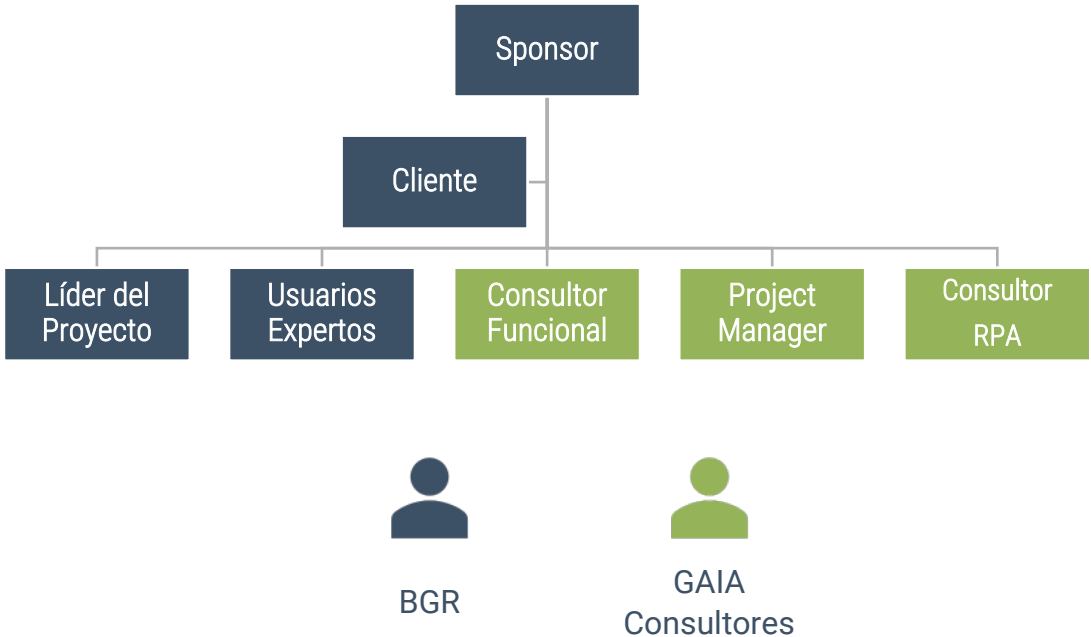 Sponsor
Cliente
Líder del
Proyecto
Usuarios
Expertos
Consultor
Funcional
Project
Manager
Consultor
RPA
BGR
GAIA
Consultores